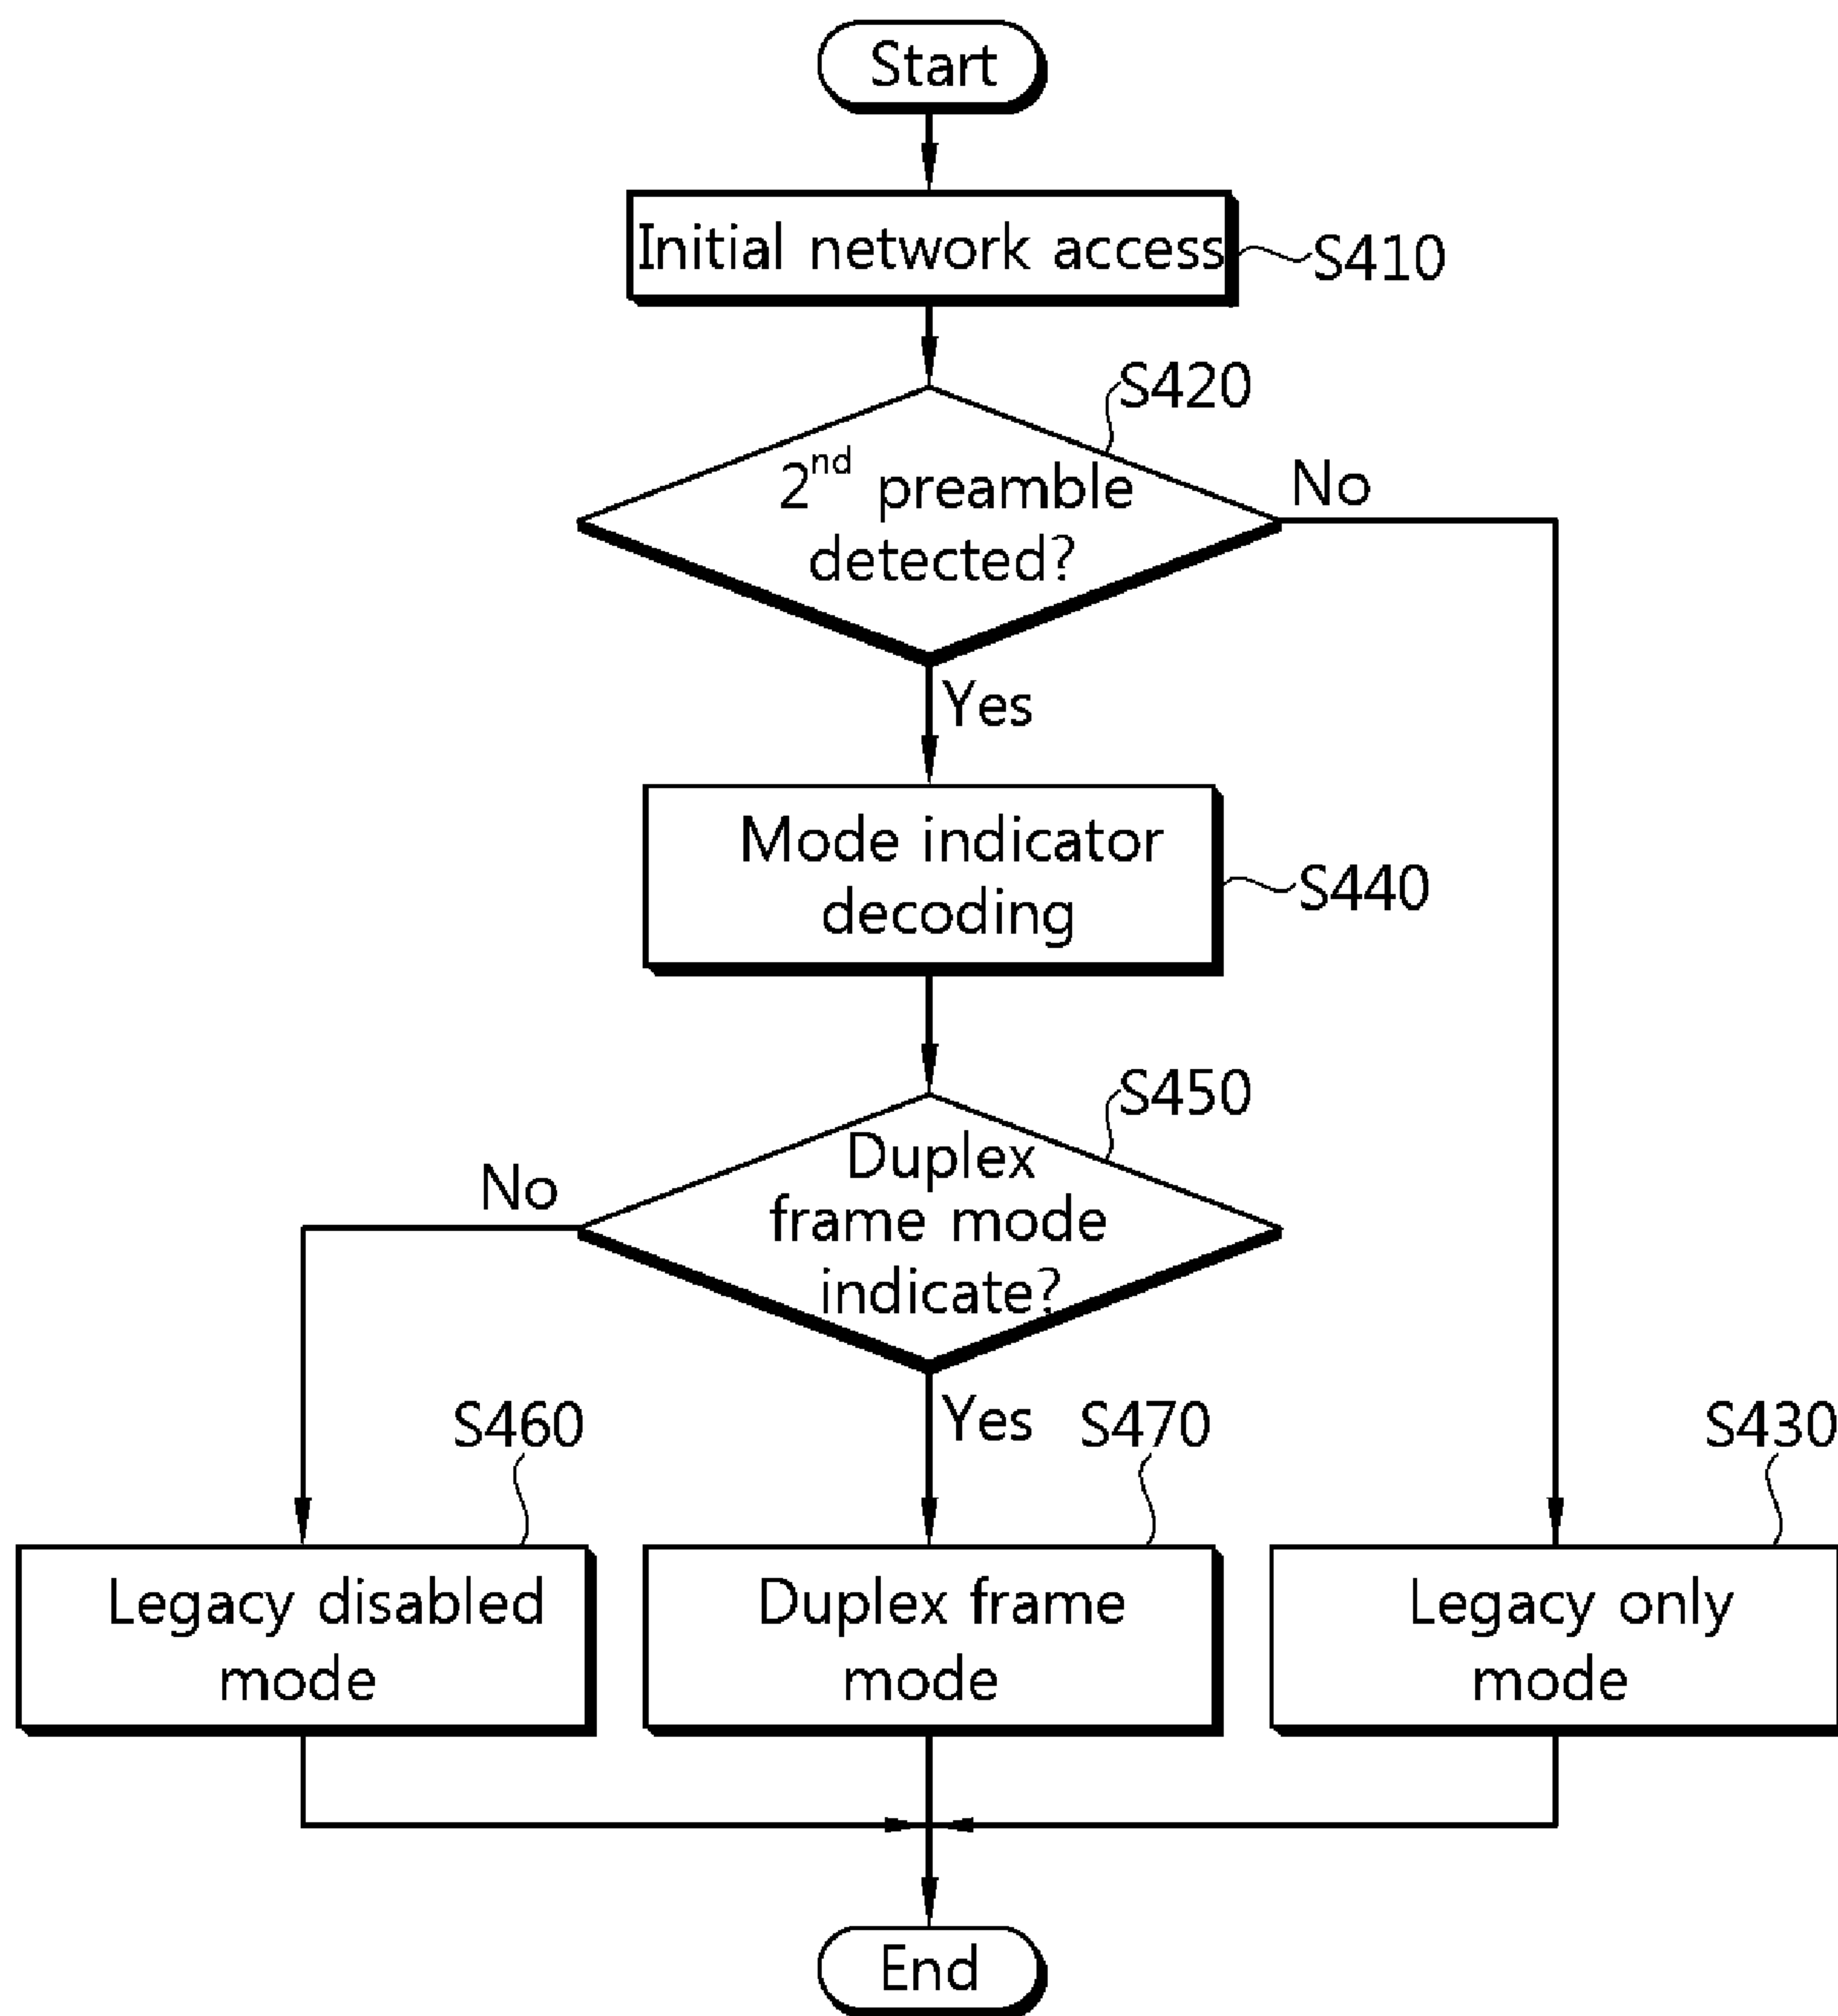 Start
Initial network access
S410
S420
2nd preamble
detected?
No
Yes
Mode indicator
decoding
S440
S450
Duplex
frame mode
indicate?
No
Yes
S460
S470
S430
Legacy disabled
mode
Duplex frame
mode
Legacy only
mode
End